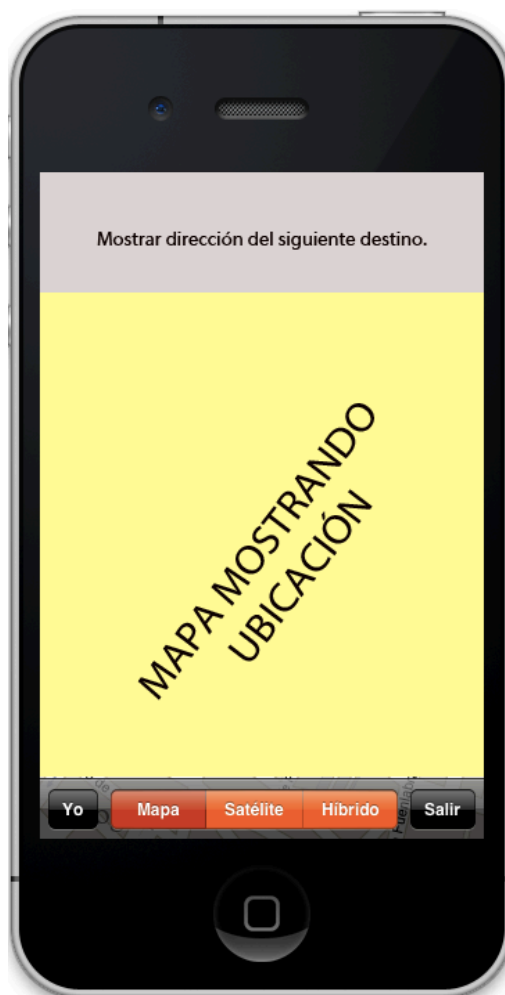 Mostrar dirección del siguiente destino.
MAPA MOSTRANDO
UBICACIÓN
Yo Mapa Satélite Híbrido Salir